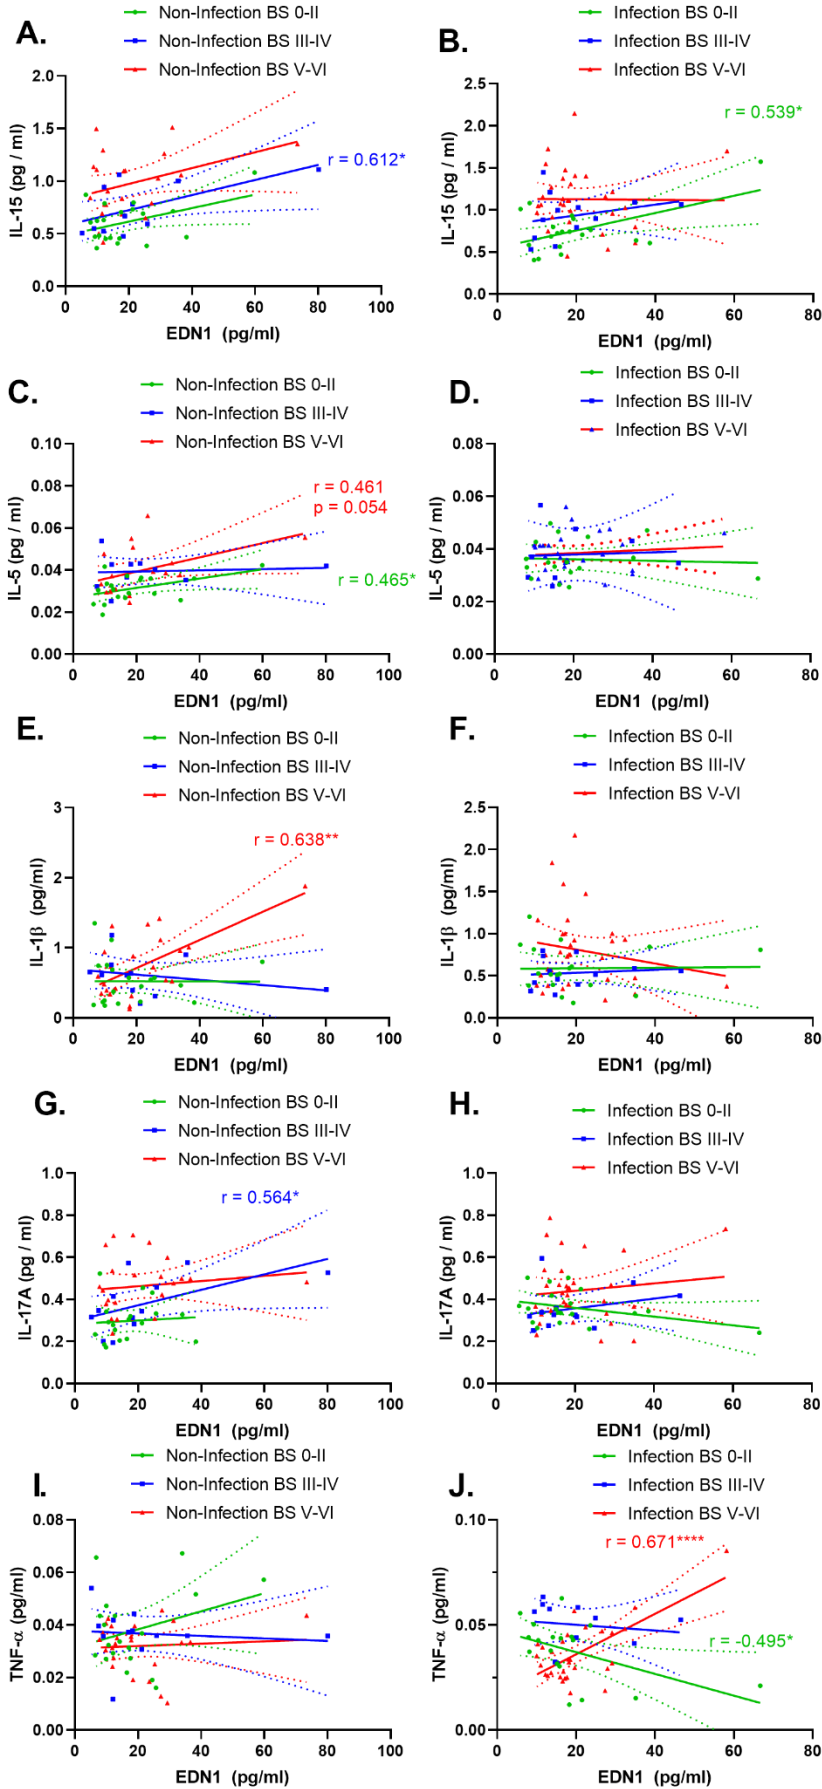 A.
Non-Infection BS 0-II
Non-Infection BS III-IV
Non-Infection BS V-VI
IL-15 (pg / ml)
2.0
1.5
1.0
0.5
0.0
r = 0.612*
0 20 40 60 80 100
EDN1 (pg/ml)
B.
Infection BS 0-II
Infection BS III-IV
Infection BS V-VI
IL-15 (pg / ml)
2.5
2.0
1.5
1.0
0.5
0.0
r = 0.539*
0 20 40 60 80
EDN1 (pg/ml)
C.
Non-Infection BS 0-II
Non-Infection BS III-IV
Non-Infection BS V-VI
IL-5 (pg / ml)
0.10
0.08
0.06
0.04
0.02
0.00
r = 0.461
p = 0.054
r = 0.465*
0 20 40 60 80 100
EDN1 (pg/ml)
D.
Infection BS 0-II
Infection BS III-IV
Infection BS V-VI
IL-5 (pg / ml)
0.08
0.06
0.04
0.02
0.00
0 20 40 60 80
EDN1 (pg/ml)
E.
Non-Infection BS 0-II
Non-Infection BS III-IV
Non-Infection BS V-VI
IL-1β (pg/ml)
3
2
1
0
r = 0.638**
0 20 40 60 80 100
EDN1 (pg/ml)
F.
Infection BS 0-II
Infection BS III-IV
Infection BS V-VI
IL-1β (pg/ml)
2.5
2.0
1.5
1.0
0.5
0.0
0 20 40 60 80
EDN1 (pg/ml)
G.
Non-Infection BS 0-II
Non-Infection BS III-IV
Non-Infection BS V-VI
IL-17A (pg / ml)
1.0
0.8
0.6
0.4
0.2
0.0
r = 0.564*
0 20 40 60 80 100
EDN1 (pg/ml)
H.
Infection BS 0-II
Infection BS III-IV
Infection BS V-VI
IL-17A (pg / ml)
1.0
0.8
0.6
0.4
0.2
0.0
0 20 40 60 80
EDN1 (pg/ml)
I.
Non-Infection BS 0-II
Non-Infection BS III-IV
Non-Infection BS V-VI
TNF-α (pg/ml)
0.08
0.06
0.04
0.02
0.00
0 20 40 60 80 100
EDN1 (pg/ml)
J.
Infection BS 0-II
Infection BS III-IV
Infection BS V-VI
TNF-α (pg/ml)
0.10
0.05
0.00
r = 0.671****
r = -0.495*
0 20 40 60 80
EDN1 (pg/ml)